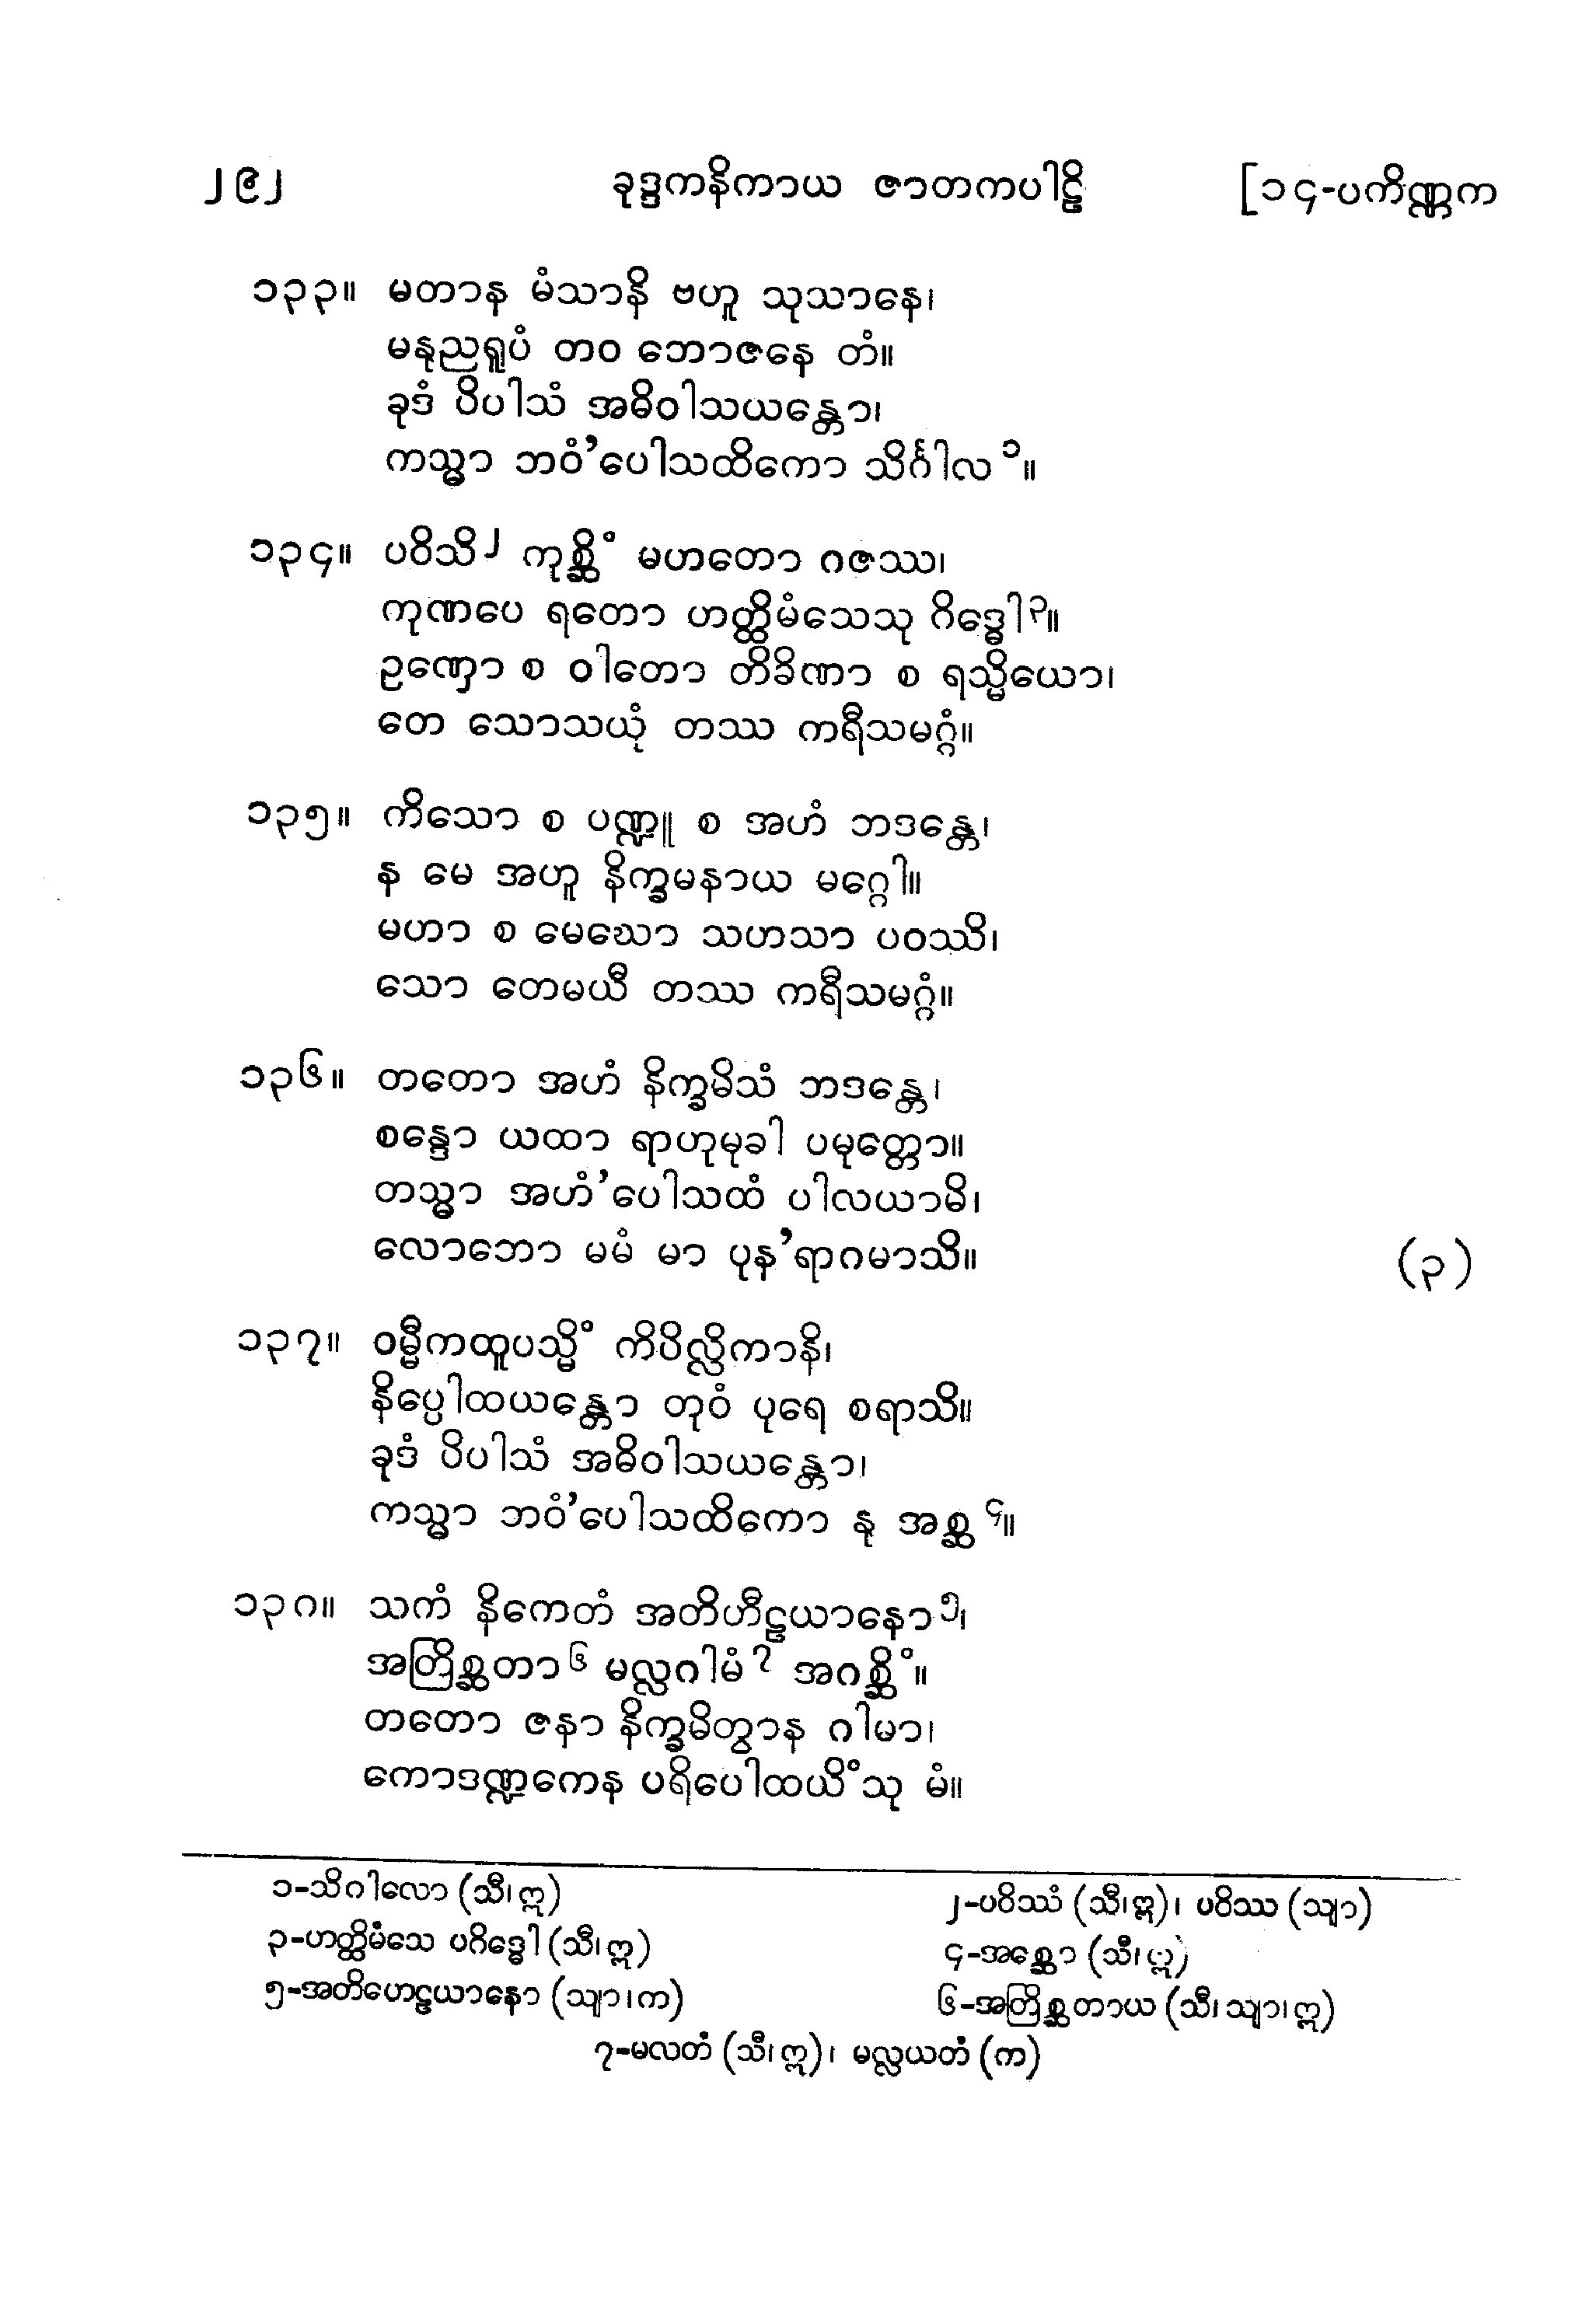 ၂၉၂ ခုဒ္ဒကနိကာယ ဇာတကပါဠိ [၁၄-ပကိဏ္ဏက
၁၃၃။ မတာန မံသာနိ ဗဟူ သုသာနေ၊
မနုညရူပံ တဝ ဘောဇနေ တံ။
ခုဒံ ပိပါသံ အဓိဝါသယန္တော၊
ကသ္မာ ဘဝံ’ပေါသထိကော သိင်္ဂါလ ၁။
၁၃၄။ ပဝိသိ၂ ကုစ္ဆိံ မဟတော ဂဇဿ၊
ကုဏပေ ရတော ဟတ္ထိမံသေသု ဂိဒ္ဓေါ၃။
ဥဏှော စ ဝါတော တိခိဏာ စ ရသ္မိယော၊
တေ သောသယုံ တဿ ကရီသမဂ္ဂံ။
၁၃၅။ ကိသော စ ပဏ္ဍူ စ အဟံ ဘဒန္တေ၊
န မေ အဟူ နိက္ခမနာယ မဂ္ဂေါ။
မဟာ စ မေဃော သဟသာ ပဝဿိ၊
သော တေမယီ တဿ ကရီသမဂ္ဂံ။
၁၃၆။ တတော အဟံ နိက္ခမိသံ ဘဒန္တေ၊
စန္ဒော ယထာ ရာဟုမုခါ ပမုတ္တော။
တသ္မာ အဟံ’ပေါသထံ ပါလယာမိ၊
လောဘော မမံ မာ ပုန’ရာဂမာသိ။ (၃)
၁၃၇။ ဝမ္မီကထူပသ္မိံ ကိပိလ္လိကာနိ၊
နိပ္ပေါထယန္တော တုဝံ ပုရေ စရာသိ။
ခုဒံ ပိပါသံ အဓိဝါသယန္တော၊
ကသ္မာ ဘဝံ’ပေါသထိကော နု အစ္ဆ ၄။
၁၃၈။ သကံ နိကေတံ အတိဟီဠယာနော ၅၊
အတြိစ္ဆတာ ၆ မလ္လဂါမံ ၇ အဂစ္ဆိံ။
တတော ဇနာ နိက္ခမိတွာန ဂါမာ၊
ကောဒဏ္ဍကေန ပရိပေါထယိံသု မံ။
၁-သိဂါလော (သီ၊ဣ) ၂-ပဝိဿံ (သီ၊ဣ)၊ ပဝိဿ (သျာ)
၃-ဟတ္ထိမံသေ ပဂိဒ္ဓေါ (သီ၊ဣ) ၄-အစ္ဆော (သီ၊ဣ)
၅-အတိဟေဠယာနော (သျာ၊က) ၆-အတြိစ္ဆတာယ (သီ၊သျာ၊ဣ)
၇-မလတံ (သီ၊ဣ)၊ မလ္လယတံ (က)